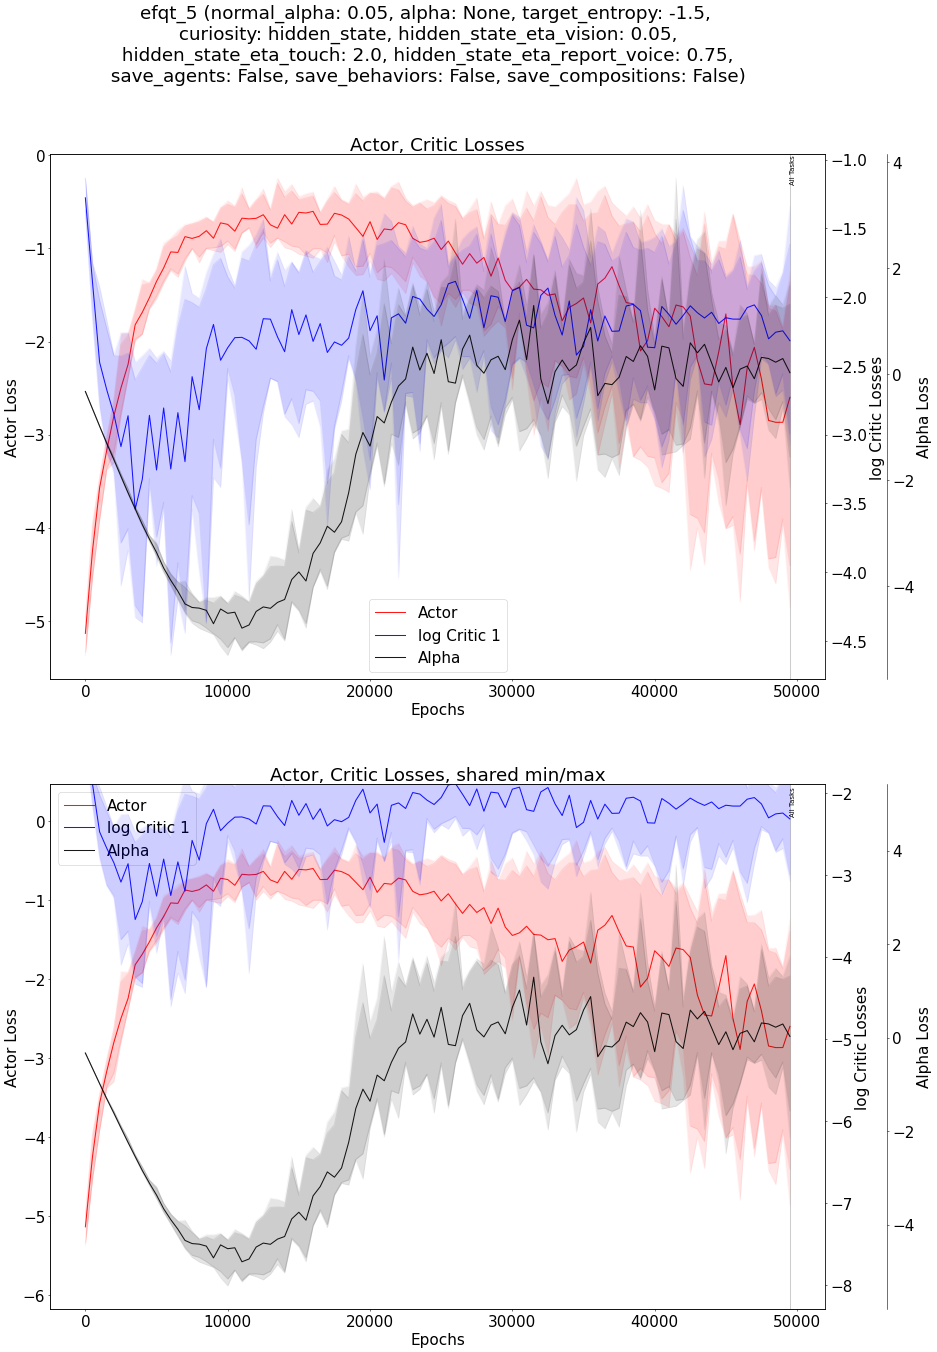 efqt_5 (normal_alpha: 0.05, alpha: None, target_entropy: -1.5,
curiosity: hidden_state, hidden_state_eta_vision: 0.05,
hidden_state_eta_touch: 2.0, hidden_state_eta_report_voice: 0.75,
save_agents: False, save_behaviors: False, save_compositions: False)
Actor, Critic Losses
Actor Loss
0
−1
−2
−3
−4
−5
All Tasks
Actor
log Critic 1
Alpha
0
10000
20000
30000
40000
50000
Epochs
−1.0
−1.5
−2.0
−2.5
−3.0
−3.5
−4.0
−4.5
log Critic Losses
4
2
0
−2
−4
Alpha Loss
Actor, Critic Losses, shared min/max
Actor Loss
0
−1
−2
−3
−4
−5
−6
Actor
log Critic 1
Alpha
All Tasks
0
10000
20000
30000
40000
50000
Epochs
−2
−3
−4
−5
−6
−7
−8
log Critic Losses
4
2
0
−2
−4
Alpha Loss